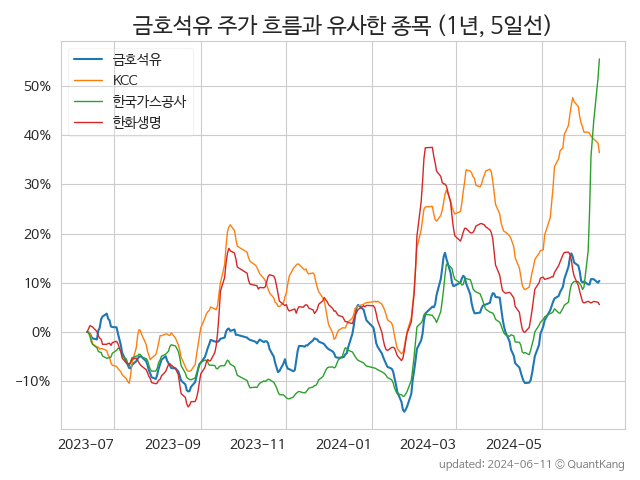 금호석유 주가 흐름과 유사한 종목 (1년, 5일선)
금호석유
KCC
한국가스공사
한화생명
50%
40%
30%
20%
10%
0%
−10%
2023-07
2023-09
2023-11
2024-01
2024-03
2024-05
updated: 2024-06-11 © QuantKang